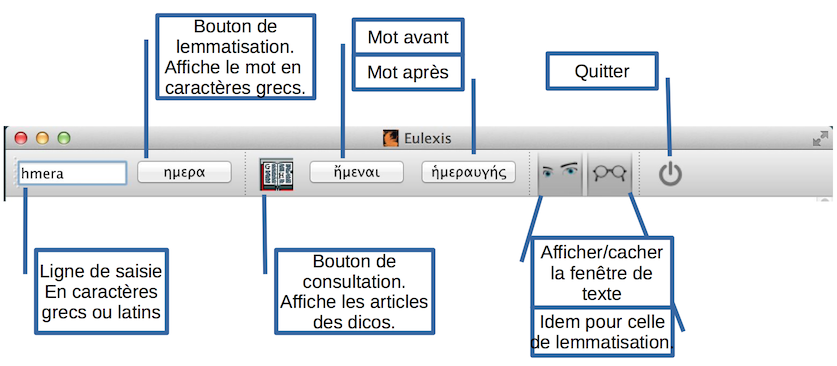 Bouton de
lemmatisation.
Affiche le mot en
caractères grecs.
Mot avant
Mot après
Quitter
Eulexis
hmera
ημερα
ἤμεναι
ἡμεραυγής
Ligne de saisie
En caractères
grecs ou latins
Bouton de
consultation.
Affiche les articles
des dicos.
Afficher/cacher
la fenêtre de
texte
Idem pour celle
de lemmatisation.